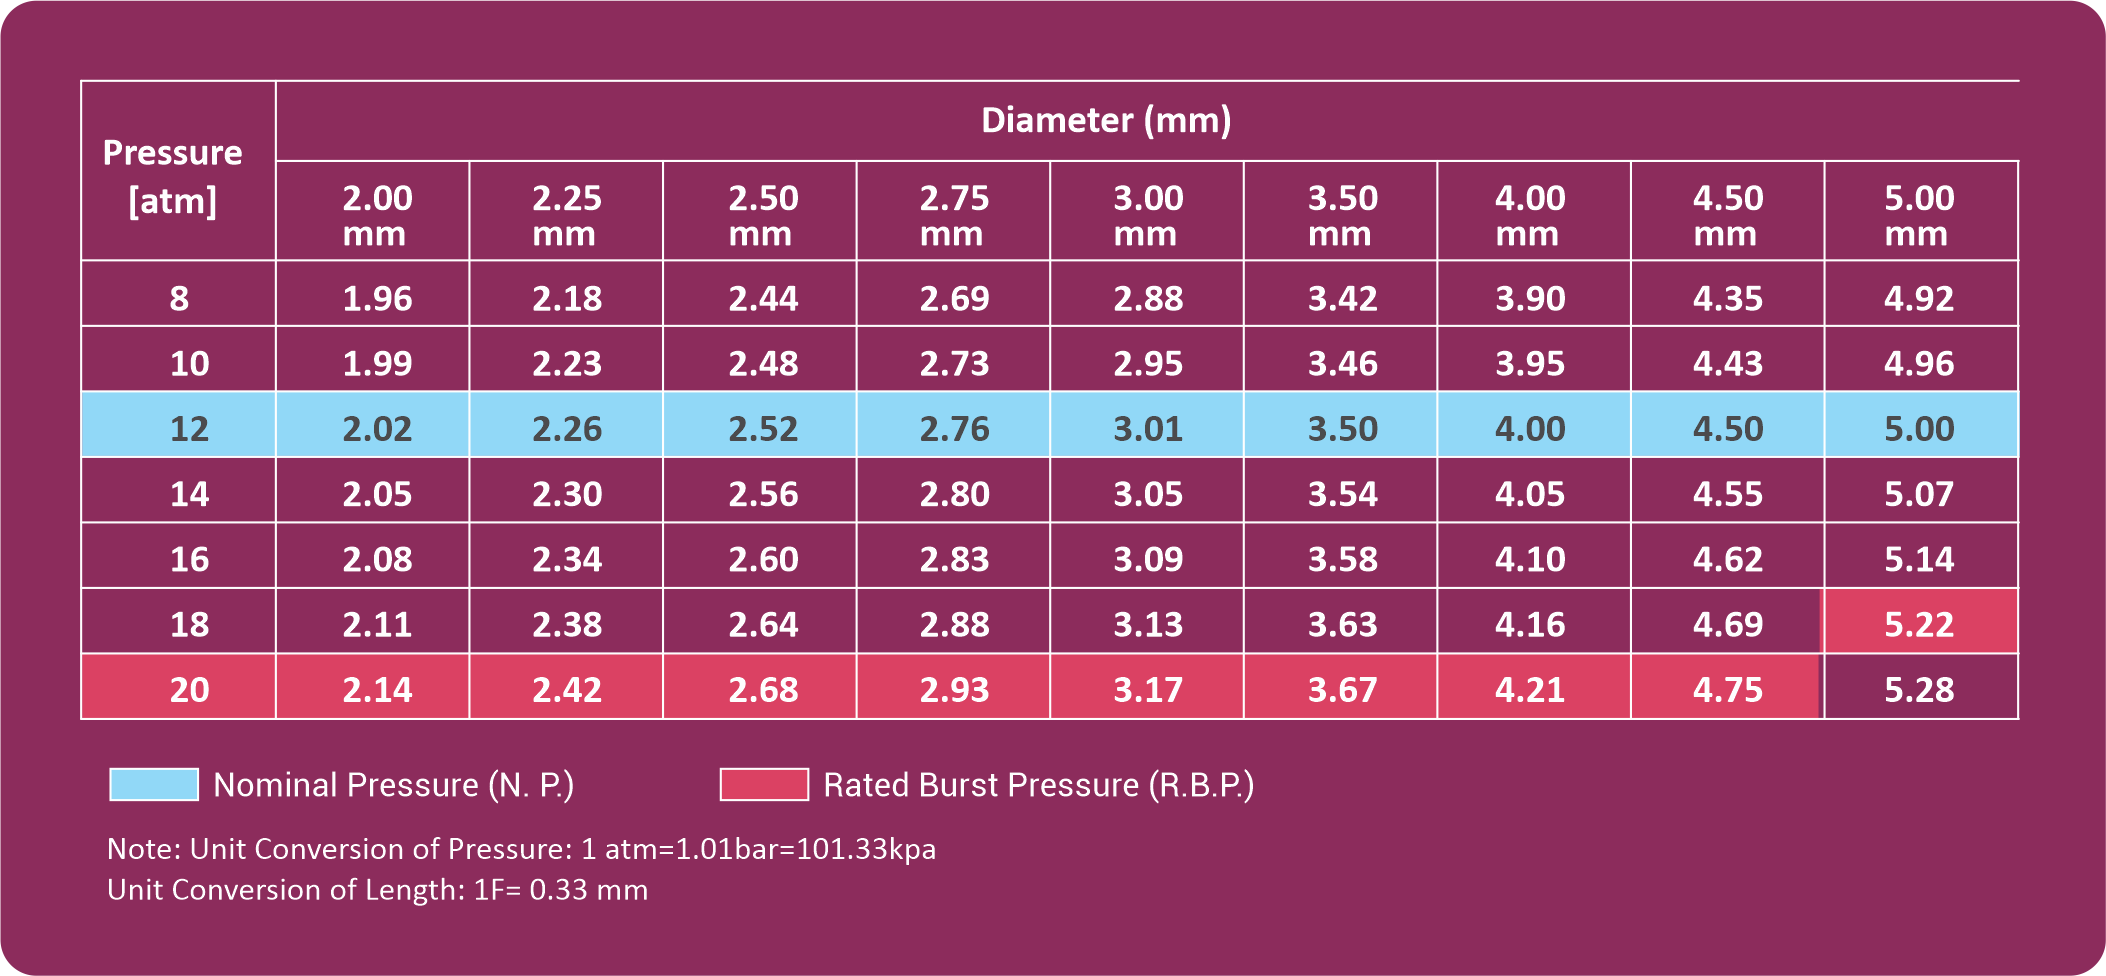 Pressure
[atm]
Diameter (mm)
2.00 mm 2.25 mm 2.50 mm 2.75 mm 3.00 mm 3.50 mm 4.00 mm 4.50 mm 5.00 mm
8 1.96 2.18 2.44 2.69 2.88 3.42 3.90 4.35 4.92
10 1.99 2.23 2.48 2.73 2.95 3.46 3.95 4.43 4.96
12 2.02 2.26 2.52 2.76 3.01 3.50 4.00 4.50 5.00
14 2.05 2.30 2.56 2.80 3.05 3.54 4.05 4.55 5.07
16 2.08 2.34 2.60 2.83 3.09 3.58 4.10 4.62 5.14
18 2.11 2.38 2.64 2.88 3.13 3.63 4.16 4.69 5.22
20 2.14 2.42 2.68 2.93 3.17 3.67 4.21 4.75 5.28
Nominal Pressure (N. P.) Rated Burst Pressure (R.B.P.)
Note: Unit Conversion of Pressure: 1 atm=1.01bar=101.33kpa
Unit Conversion of Length: 1F= 0.33 mm